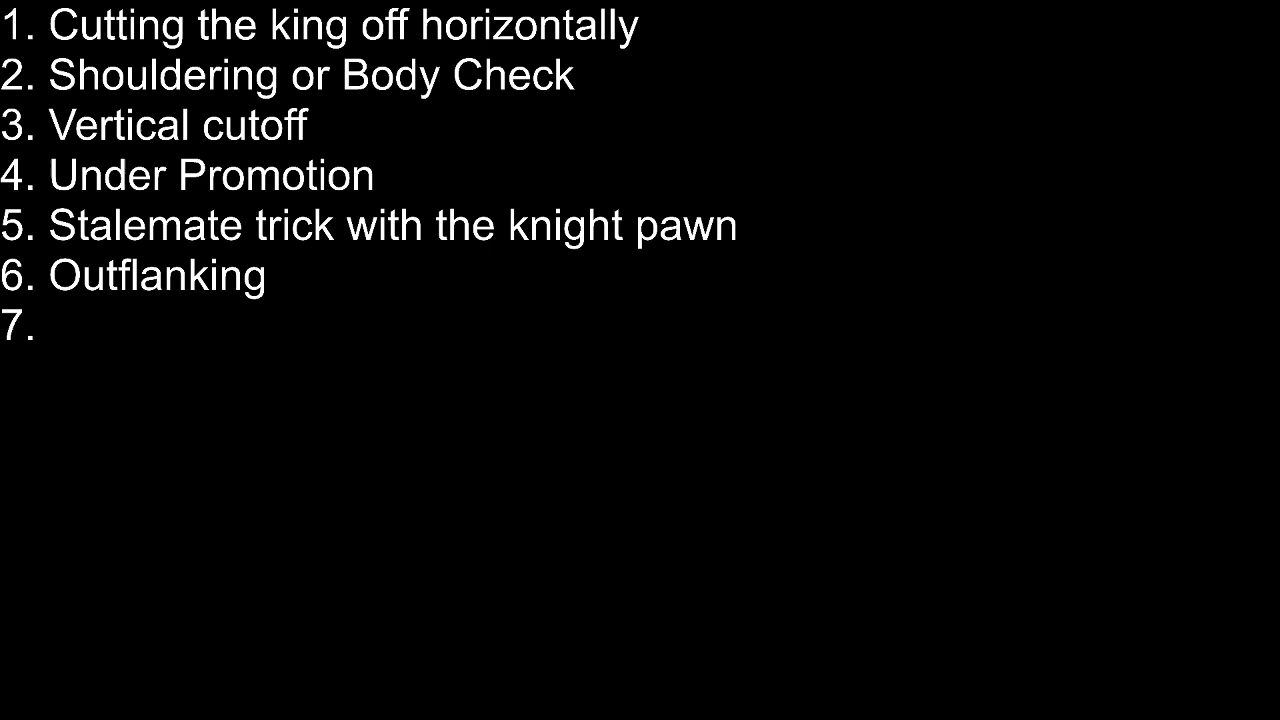 1. Cutting the king off horizontally
2. Shouldering or Body Check
3. Vertical cutoff
4. Under Promotion
5. Stalemate trick with the knight pawn
6. Outflanking
7.